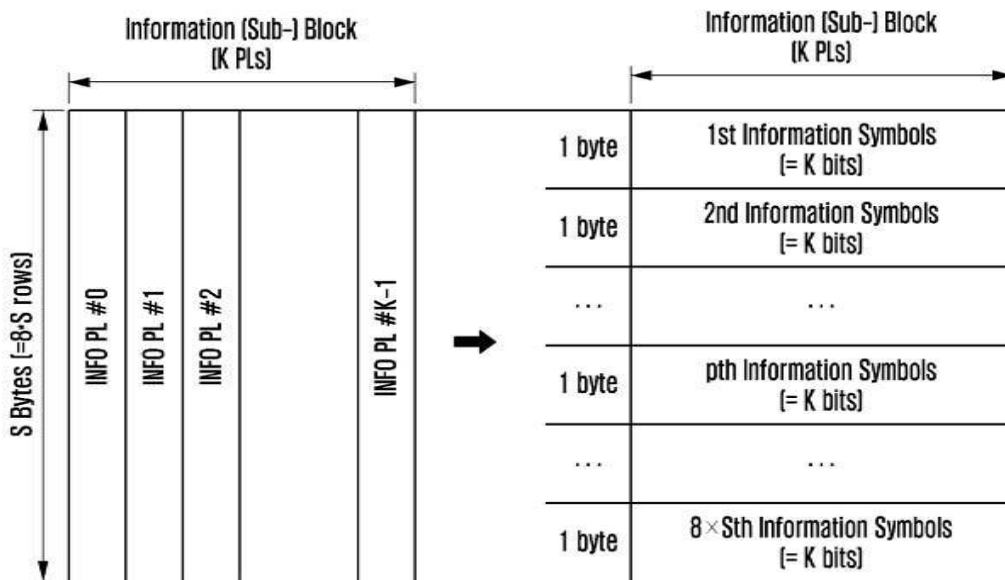 Information (Sub-) Block
(K PLs)
S Bytes (=8·S rows)
INFO PL #0
INFO PL #1
INFO PL #2
INFO PL #K-1
Information (Sub-) Block
(K PLs)
1 byte
1st Information Symbols
(= K bits)
1 byte
2nd Information Symbols
(= K bits)
...
...
1 byte
pth Information Symbols
(= K bits)
...
...
1 byte
8×Sth Information Symbols
(= K bits)